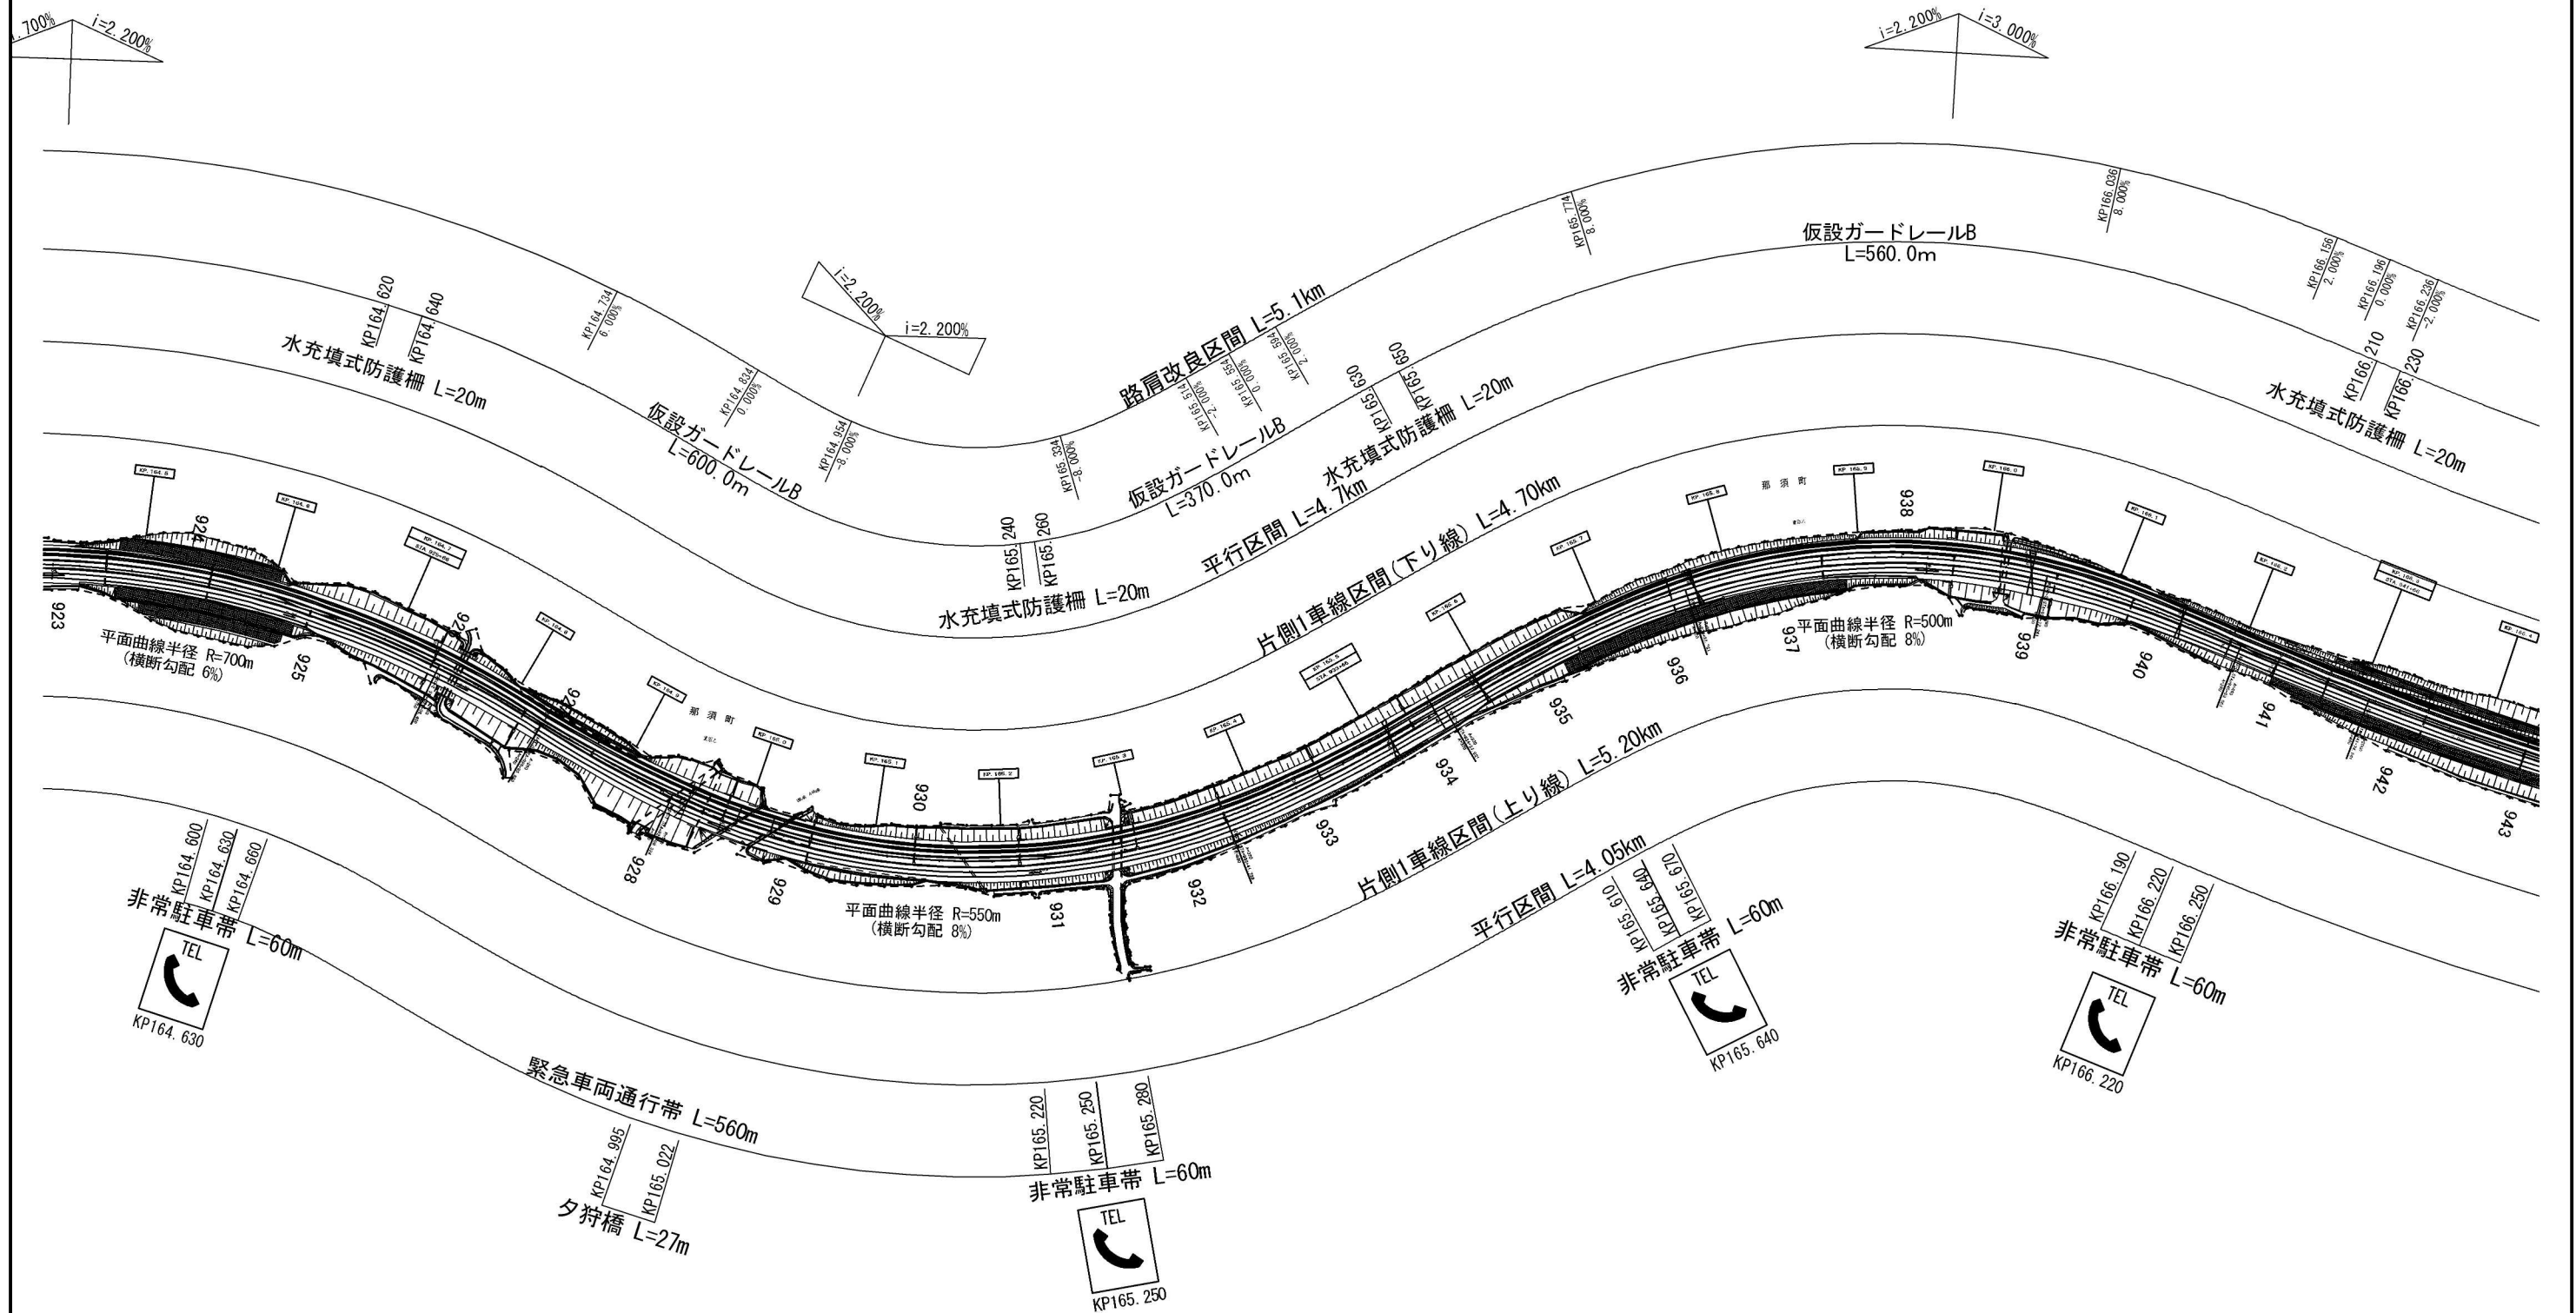 .700%
i=2.200%
i=2.200%
i=3.000%
KP164.620
KP164.640
水充填式防護柵 L=20m
KP164.734
6.000%
KP164.834
0.000%
KP164.954
-8.000%
i=2.200%
i=2.200%
仮設ガードレールB
L=600.0m
KP165.334
-8.000%
路肩改良区間 L=5.1km
KP165.514
-2.000%
KP165.554
0.000%
KP165.594
2.000%
仮設ガードレールB
L=370.0m
KP165.630
KP165.650
水充填式防護柵 L=20m
KP165.774
8.000%
仮設ガードレールB
L=560.0m
KP166.036
8.000%
KP166.156
2.000%
KP166.196
0.000%
KP166.236
-2.000%
KP166.210
KP166.230
水充填式防護柵 L=20m
KP165.240
KP165.260
水充填式防護柵 L=20m
平行区間 L=4.7km
片側1車線区間(下り線) L=4.70km
那須町
那須町
923
924
925
928
929
930
931
932
933
934
935
936
937
938
939
940
941
942
943
平面曲線半径 R=700m
(横断勾配 6%)
平面曲線半径 R=550m
(横断勾配 8%)
平面曲線半径 R=500m
(横断勾配 8%)
片側1車線区間(上り線) L=5.20km
平行区間 L=4.05km
KP164.600
KP164.630
KP164.660
非常駐車帯 L=60m
TEL
KP164.630
緊急車両通行帯 L=560m
KP164.995
KP165.022
夕狩橋 L=27m
KP165.220
KP165.250
KP165.280
非常駐車帯 L=60m
TEL
KP165.250
KP165.610
KP165.640
KP165.670
非常駐車帯 L=60m
TEL
KP165.640
KP166.190
KP166.220
KP166.250
非常駐車帯 L=60m
TEL
KP166.220